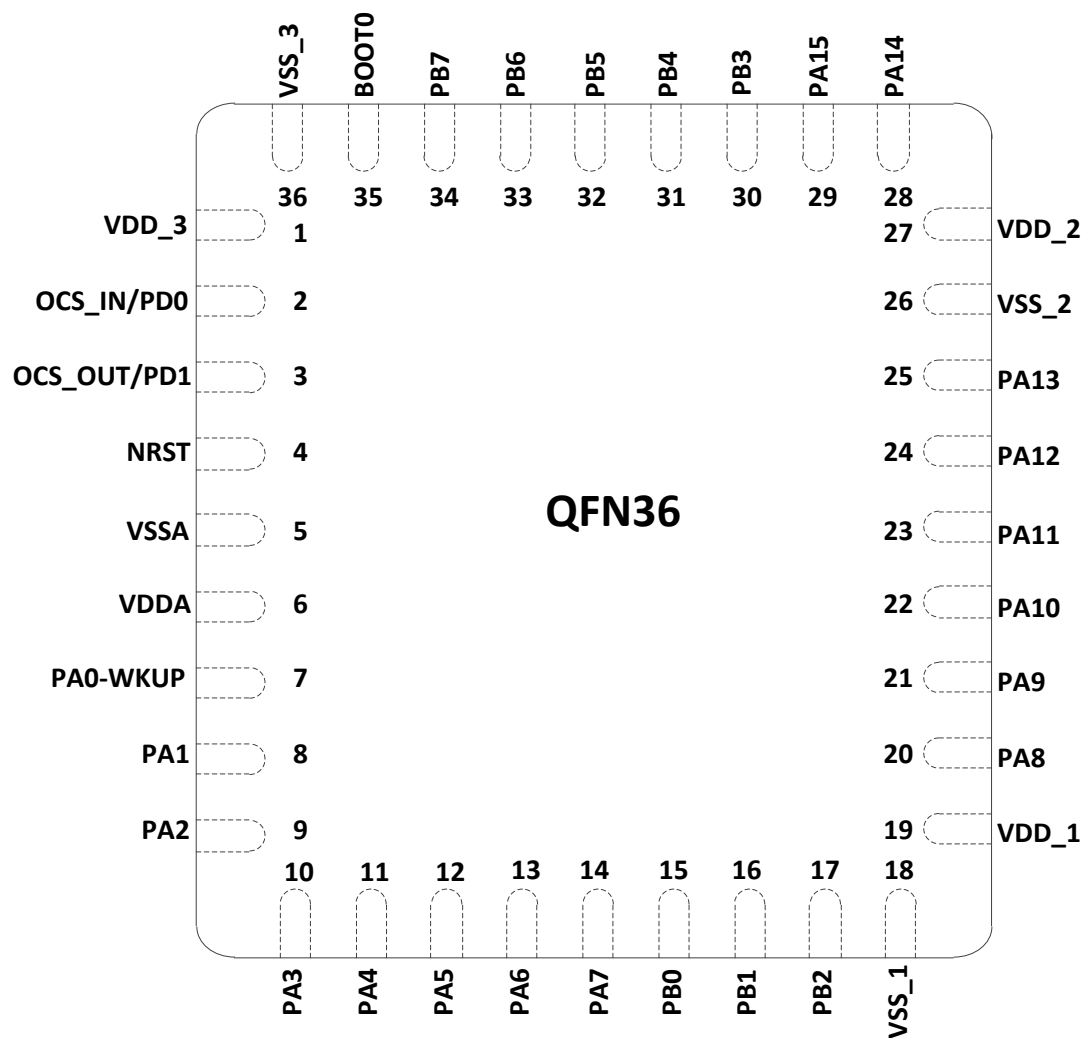 VSS_3
BOOT0
PB7
PB6
PB5
PB4
PB3
PA15
PA14
36 35 34 33 32 31 30 29 28
VDD_3 1 27 VDD_2
OCS_IN/PD0 2 26 VSS_2
OCS_OUT/PD1 3 25 PA13
NRST 4 24 PA12
QFN36
VSSA 5 23 PA11
VDDA 6 22 PA10
PA0-WKUP 7 21 PA9
PA1 8 20 PA8
PA2 9 19 VDD_1
10 11 12 13 14 15 16 17 18
PA3
PA4
PA5
PA6
PA7
PB0
PB1
PB2
VSS_1